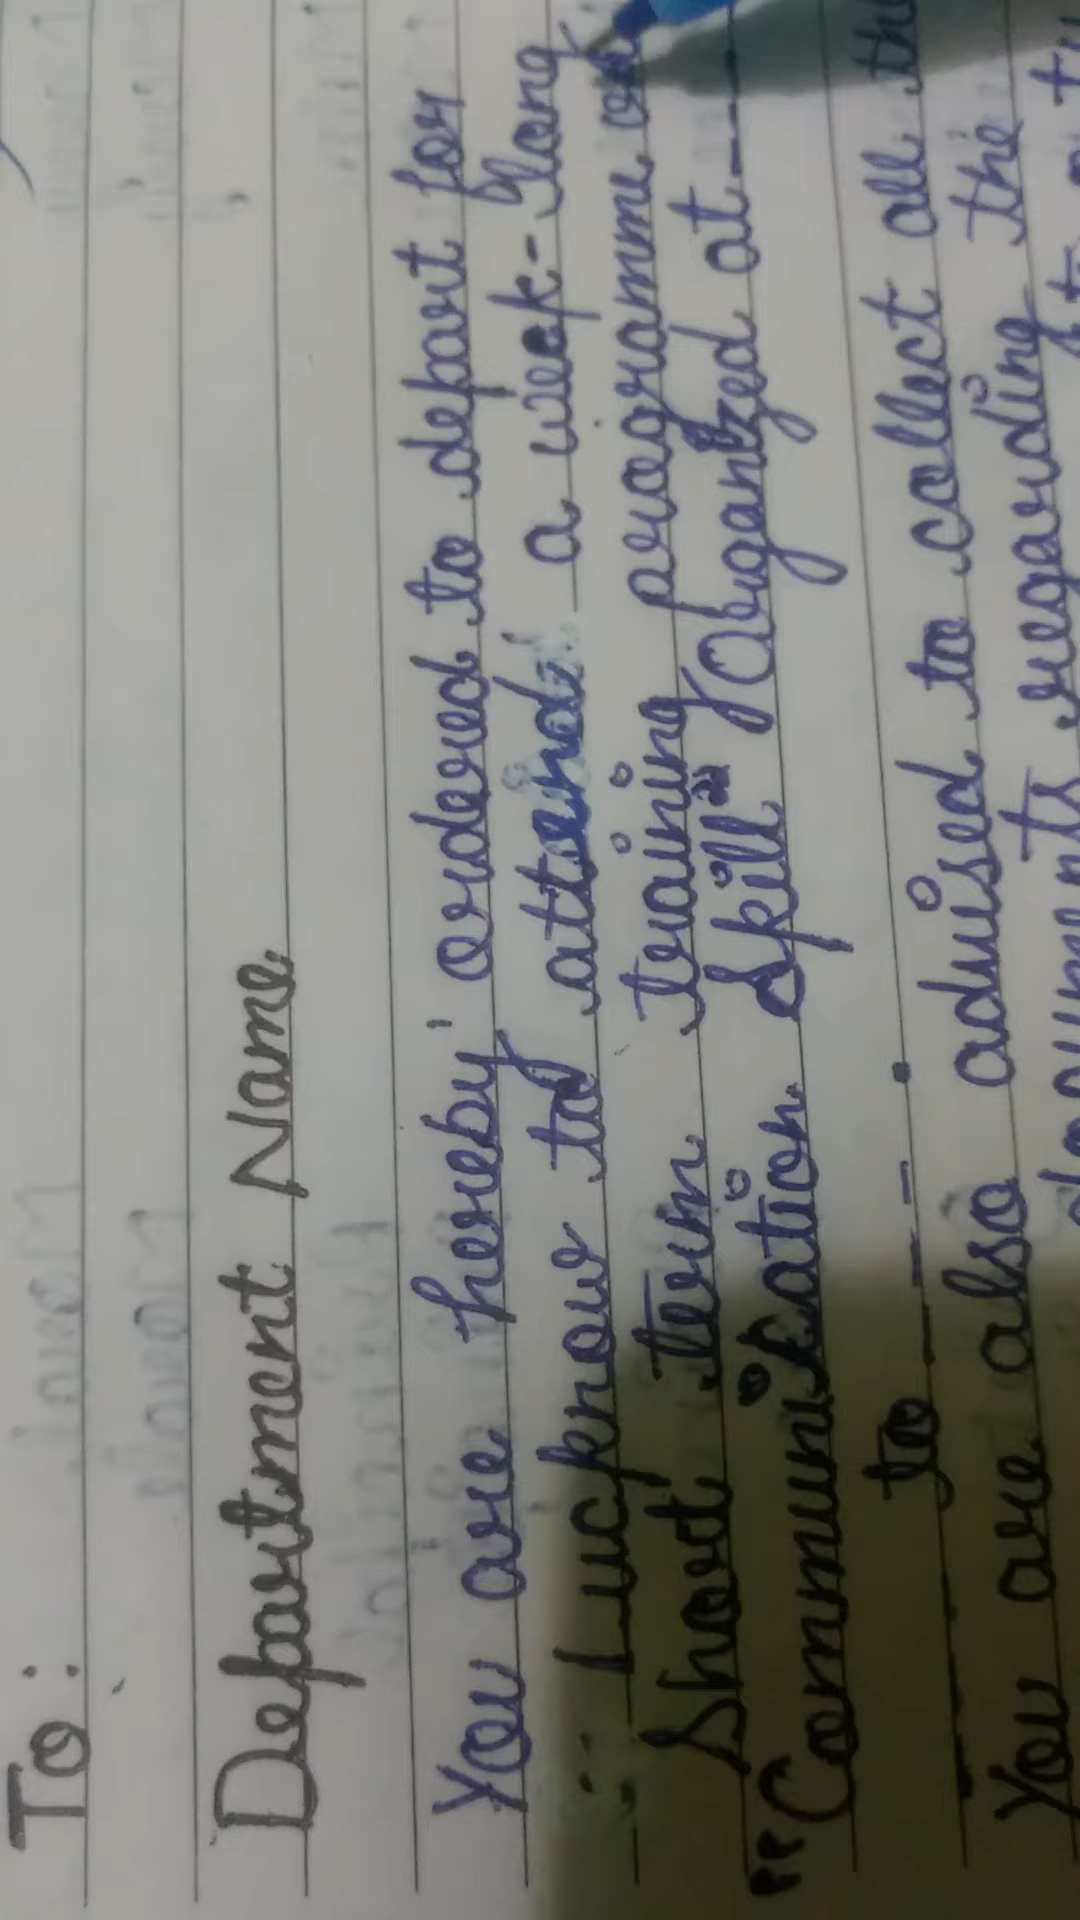 To :
Department Name
You are hereby ordered to depart for
Lucknow to attend a week-long
Short term training programme on
"Communication Skill" Organized at ---
--- to --- .
You are also advised to collect all the
documents regarding the